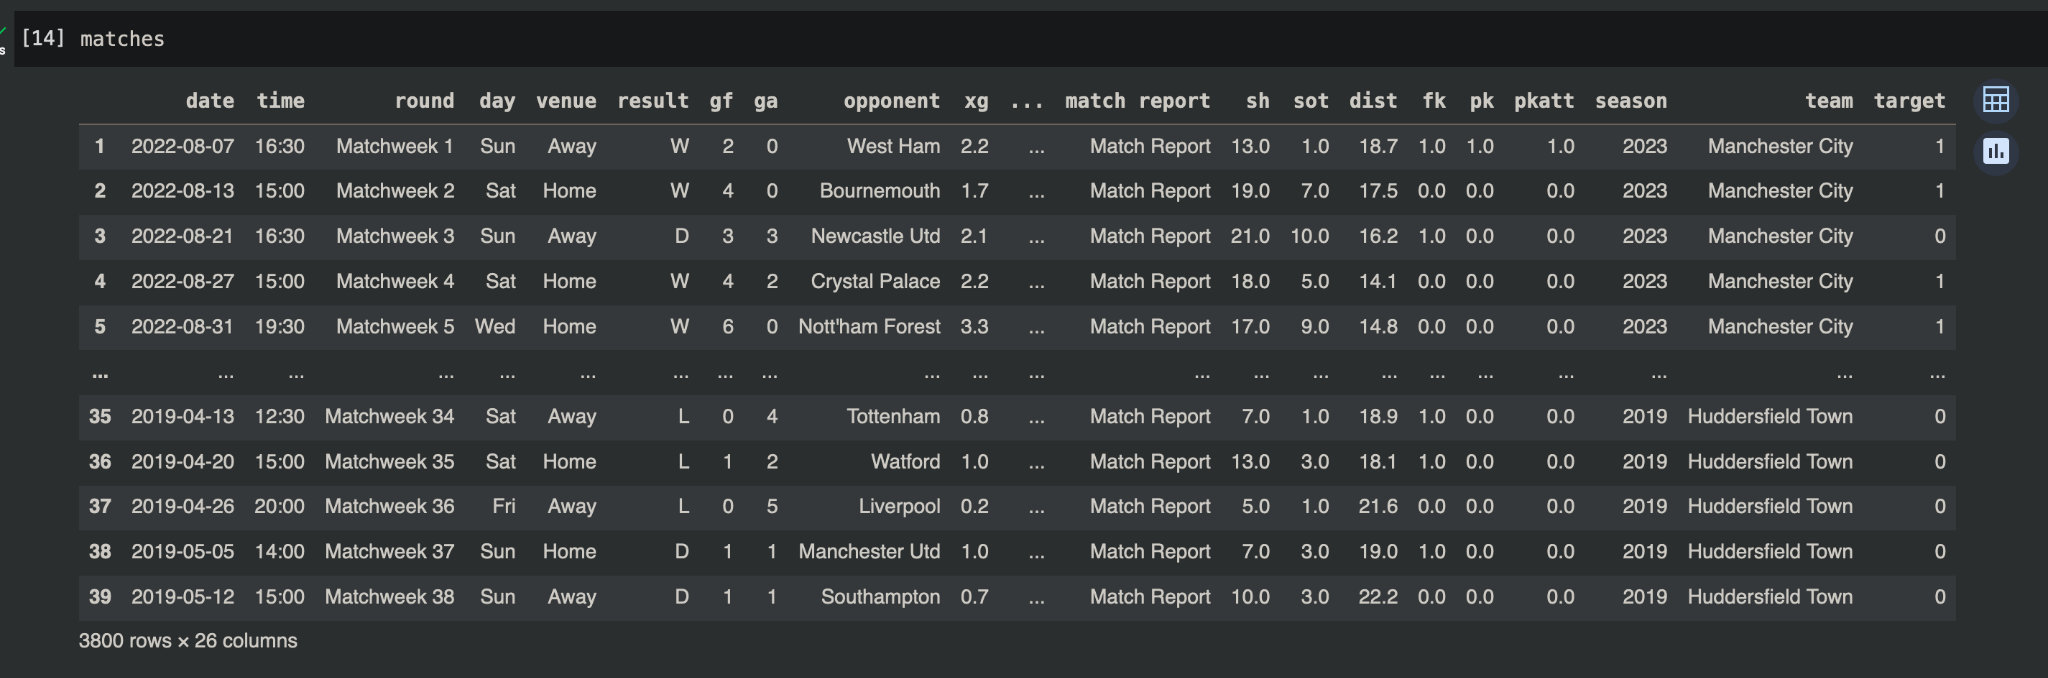 [14] matches
s
date time round day venue result gf ga opponent xg ... match report sh sot dist fk pk pkatt season team target
1 2022-08-07 16:30 Matchweek 1 Sun Away W 2 0 West Ham 2.2 ... Match Report 13.0 1.0 18.7 1.0 1.0 1.0 2023 Manchester City 1
2 2022-08-13 15:00 Matchweek 2 Sat Home W 4 0 Bournemouth 1.7 ... Match Report 19.0 7.0 17.5 0.0 0.0 0.0 2023 Manchester City 1
3 2022-08-21 16:30 Matchweek 3 Sun Away D 3 3 Newcastle Utd 2.1 ... Match Report 21.0 10.0 16.2 1.0 0.0 0.0 2023 Manchester City 0
4 2022-08-27 15:00 Matchweek 4 Sat Home W 4 2 Crystal Palace 2.2 ... Match Report 18.0 5.0 14.1 0.0 0.0 0.0 2023 Manchester City 1
5 2022-08-31 19:30 Matchweek 5 Wed Home W 6 0 Nott'ham Forest 3.3 ... Match Report 17.0 9.0 14.8 0.0 0.0 0.0 2023 Manchester City 1
... ... ... ... ... ... ... ... ... ... ... ... ... ... ... ... ... ... ... ... ... ...
35 2019-04-13 12:30 Matchweek 34 Sat Away L 0 4 Tottenham 0.8 ... Match Report 7.0 1.0 18.9 1.0 0.0 0.0 2019 Huddersfield Town 0
36 2019-04-20 15:00 Matchweek 35 Sat Home L 1 2 Watford 1.0 ... Match Report 13.0 3.0 18.1 1.0 0.0 0.0 2019 Huddersfield Town 0
37 2019-04-26 20:00 Matchweek 36 Fri Away L 0 5 Liverpool 0.2 ... Match Report 5.0 1.0 21.6 0.0 0.0 0.0 2019 Huddersfield Town 0
38 2019-05-05 14:00 Matchweek 37 Sun Home D 1 1 Manchester Utd 1.0 ... Match Report 7.0 3.0 19.0 1.0 0.0 0.0 2019 Huddersfield Town 0
39 2019-05-12 15:00 Matchweek 38 Sun Away D 1 1 Southampton 0.7 ... Match Report 10.0 3.0 22.2 0.0 0.0 0.0 2019 Huddersfield Town 0
3800 rows × 26 columns